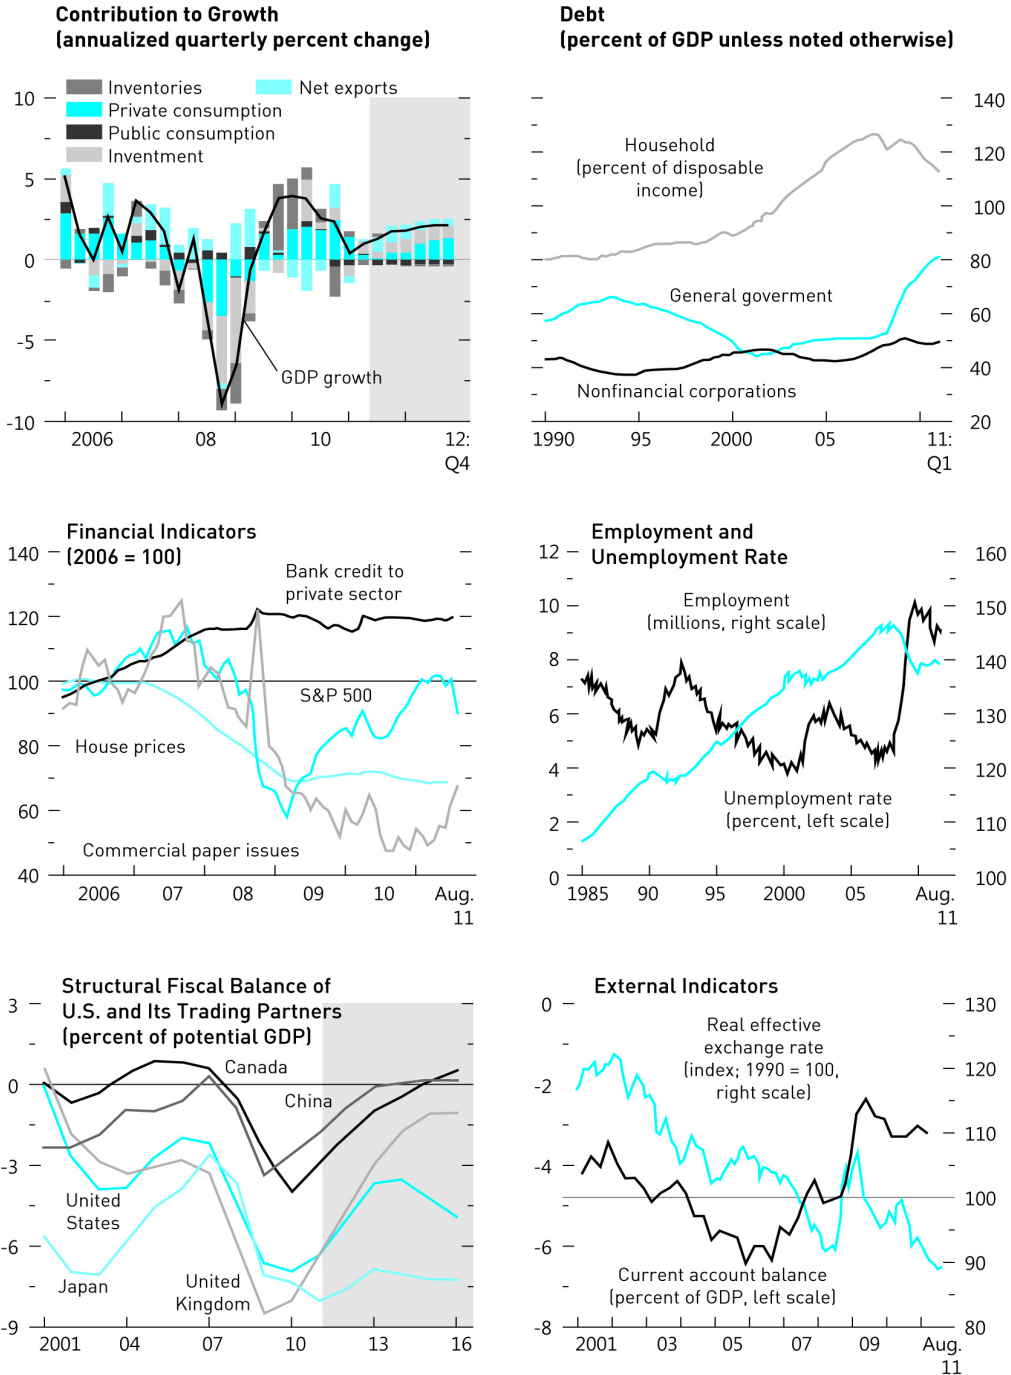 Contribution to Growth
(annualized quarterly percent change)
Inventories
Net exports
Private consumption
Public consumption
Inventment
10
5
0
-5
-10
GDP growth
2006 08 10 12:
Q4
Debt
(percent of GDP unless noted otherwise)
140
120
100
80
60
40
20
Household
(percent of disposable
income)
General goverment
Nonfinancial corporations
1990 95 2000 05 11:
Q1
Financial Indicators
(2006 = 100)
140
120
100
80
60
40
Bank credit to
private sector
S&P 500
House prices
Commercial paper issues
2006 07 08 09 10 Aug.
11
Employment and
Unemployment Rate
12
10
8
6
4
2
0
160
150
140
130
120
110
100
Employment
(millions, right scale)
Unemployment rate
(percent, left scale)
1985 90 95 2000 05 Aug.
11
Structural Fiscal Balance of
U.S. and Its Trading Partners
(percent of potential GDP)
3
0
-3
-6
-9
Canada
China
United
States
Japan
United
Kingdom
2001 04 07 10 13 16
External Indicators
-0
-2
-4
-6
-8
130
120
110
100
90
80
Real effective
exchange rate
(index; 1990 = 100,
right scale)
Current account balance
(percent of GDP, left scale)
2001 03 05 07 09 Aug.
11